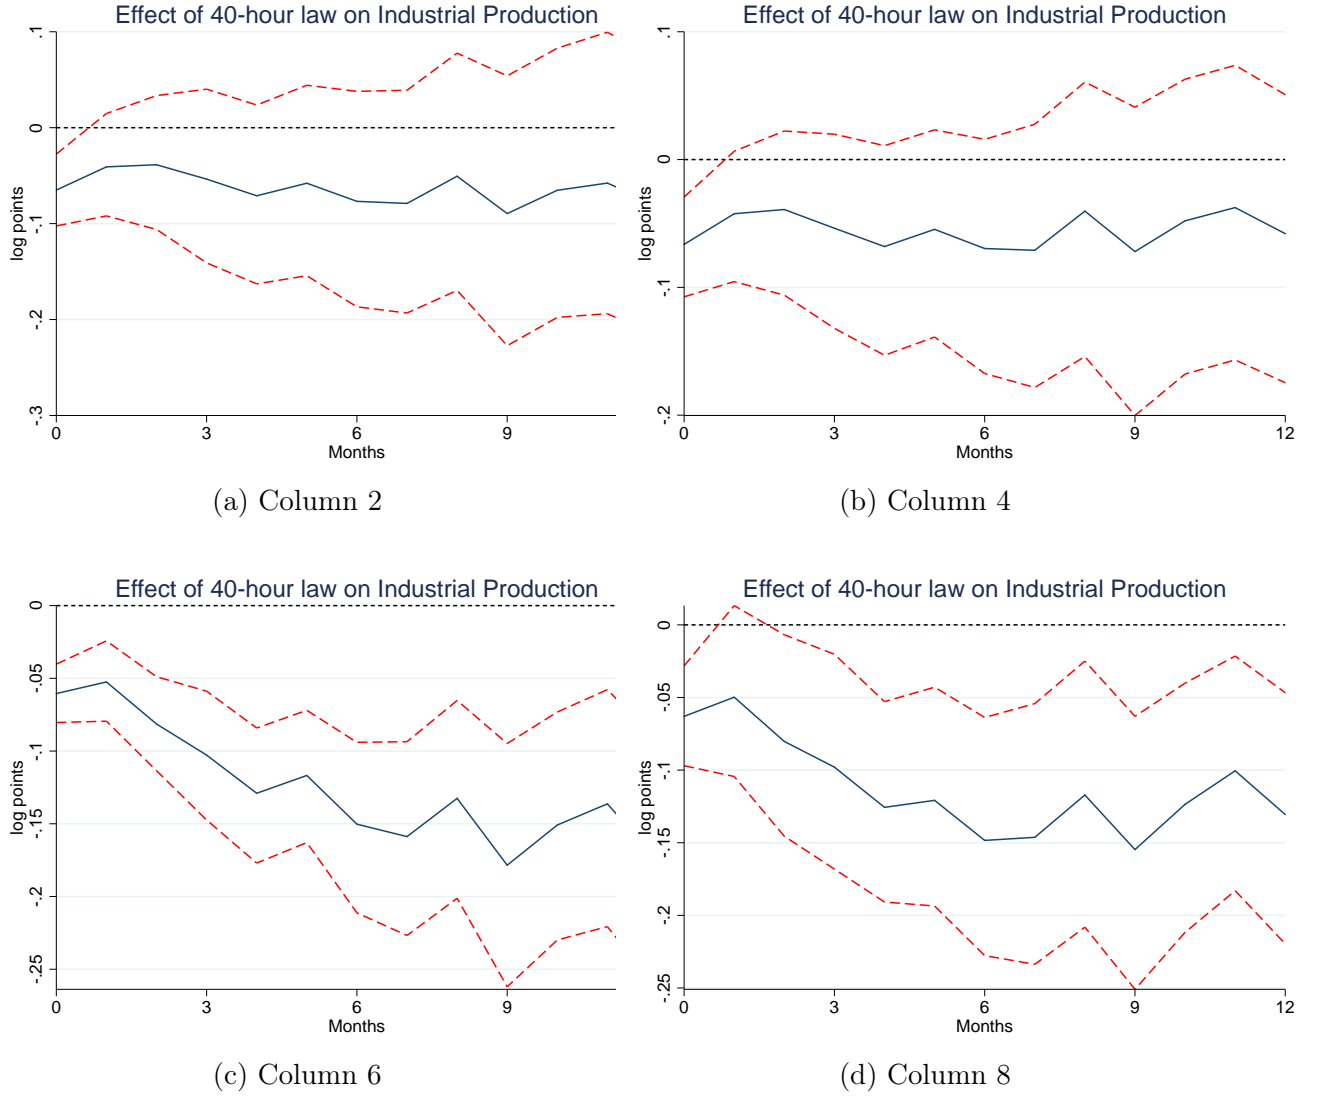 Effect of 40-hour law on Industrial Production
log points
.1
0
-.1
-.2
-.3
0 3 6 9
Months
(a) Column 2
Effect of 40-hour law on Industrial Production
log points
.1
0
-.1
-.2
0 3 6 9 12
Months
(b) Column 4
Effect of 40-hour law on Industrial Production
log points
0
-.05
-.1
-.15
-.2
-.25
0 3 6 9
Months
(c) Column 6
Effect of 40-hour law on Industrial Production
log points
0
-.05
-.1
-.15
-.2
-.25
0 3 6 9 12
Months
(d) Column 8